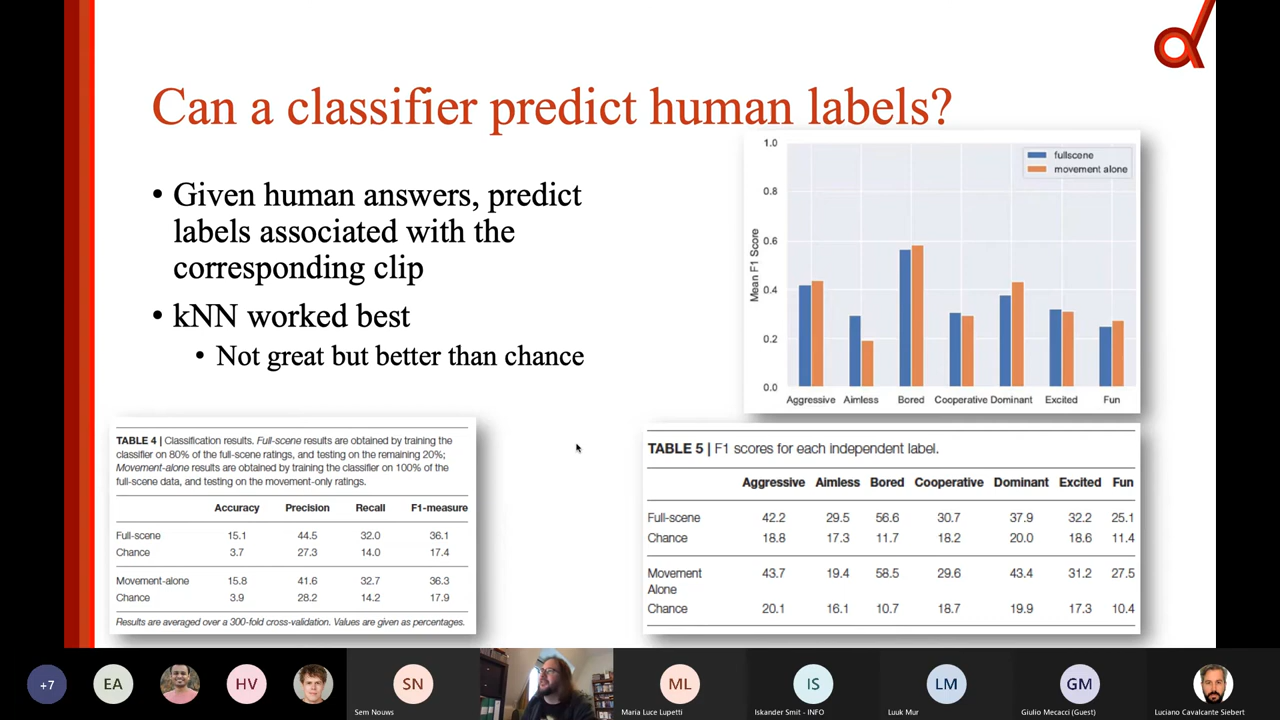 Can a classifier predict human labels?
• Given human answers, predict
labels associated with the
corresponding clip
• kNN worked best
• Not great but better than chance
1.0
0.8
0.6
0.4
0.2
0.0
Mean F1 Score
fullscene
movement alone
Aggressive Aimless Bored Cooperative Dominant Excited Fun
TABLE 4 | Classification results. Full-scene results are obtained by training the
classifier on 80% of the full-scene ratings, and testing on the remaining 20%;
Movement-alone results are obtained by training the classifier on 100% of the
full-scene data, and testing on the movement-only ratings.
Accuracy Precision Recall F1-measure
Full-scene 15.1 44.5 32.0 36.1
Chance 3.7 27.3 14.0 17.4
Movement-alone 15.8 41.6 32.7 36.3
Chance 3.9 28.2 14.2 17.9
Results are averaged over a 300-fold cross-validation. Values are given as percentages.
TABLE 5 | F1 scores for each independent label.
Aggressive Aimless Bored Cooperative Dominant Excited Fun
Full-scene 42.2 29.5 56.6 30.7 37.9 32.2 25.1
Chance 18.8 17.3 11.7 18.2 20.0 18.6 11.4
Movement 43.7 19.4 58.5 29.6 43.4 31.2 27.5
Alone
Chance 20.1 16.1 10.7 18.7 19.9 17.3 10.4
+7 EA HV SN ML IS LM GM
Sem Nouws Maria Luce Lupetti Iskander Smit - INFO Luuk Mur Giulio Mecacci (Guest) Luciano Cavalcante Siebert